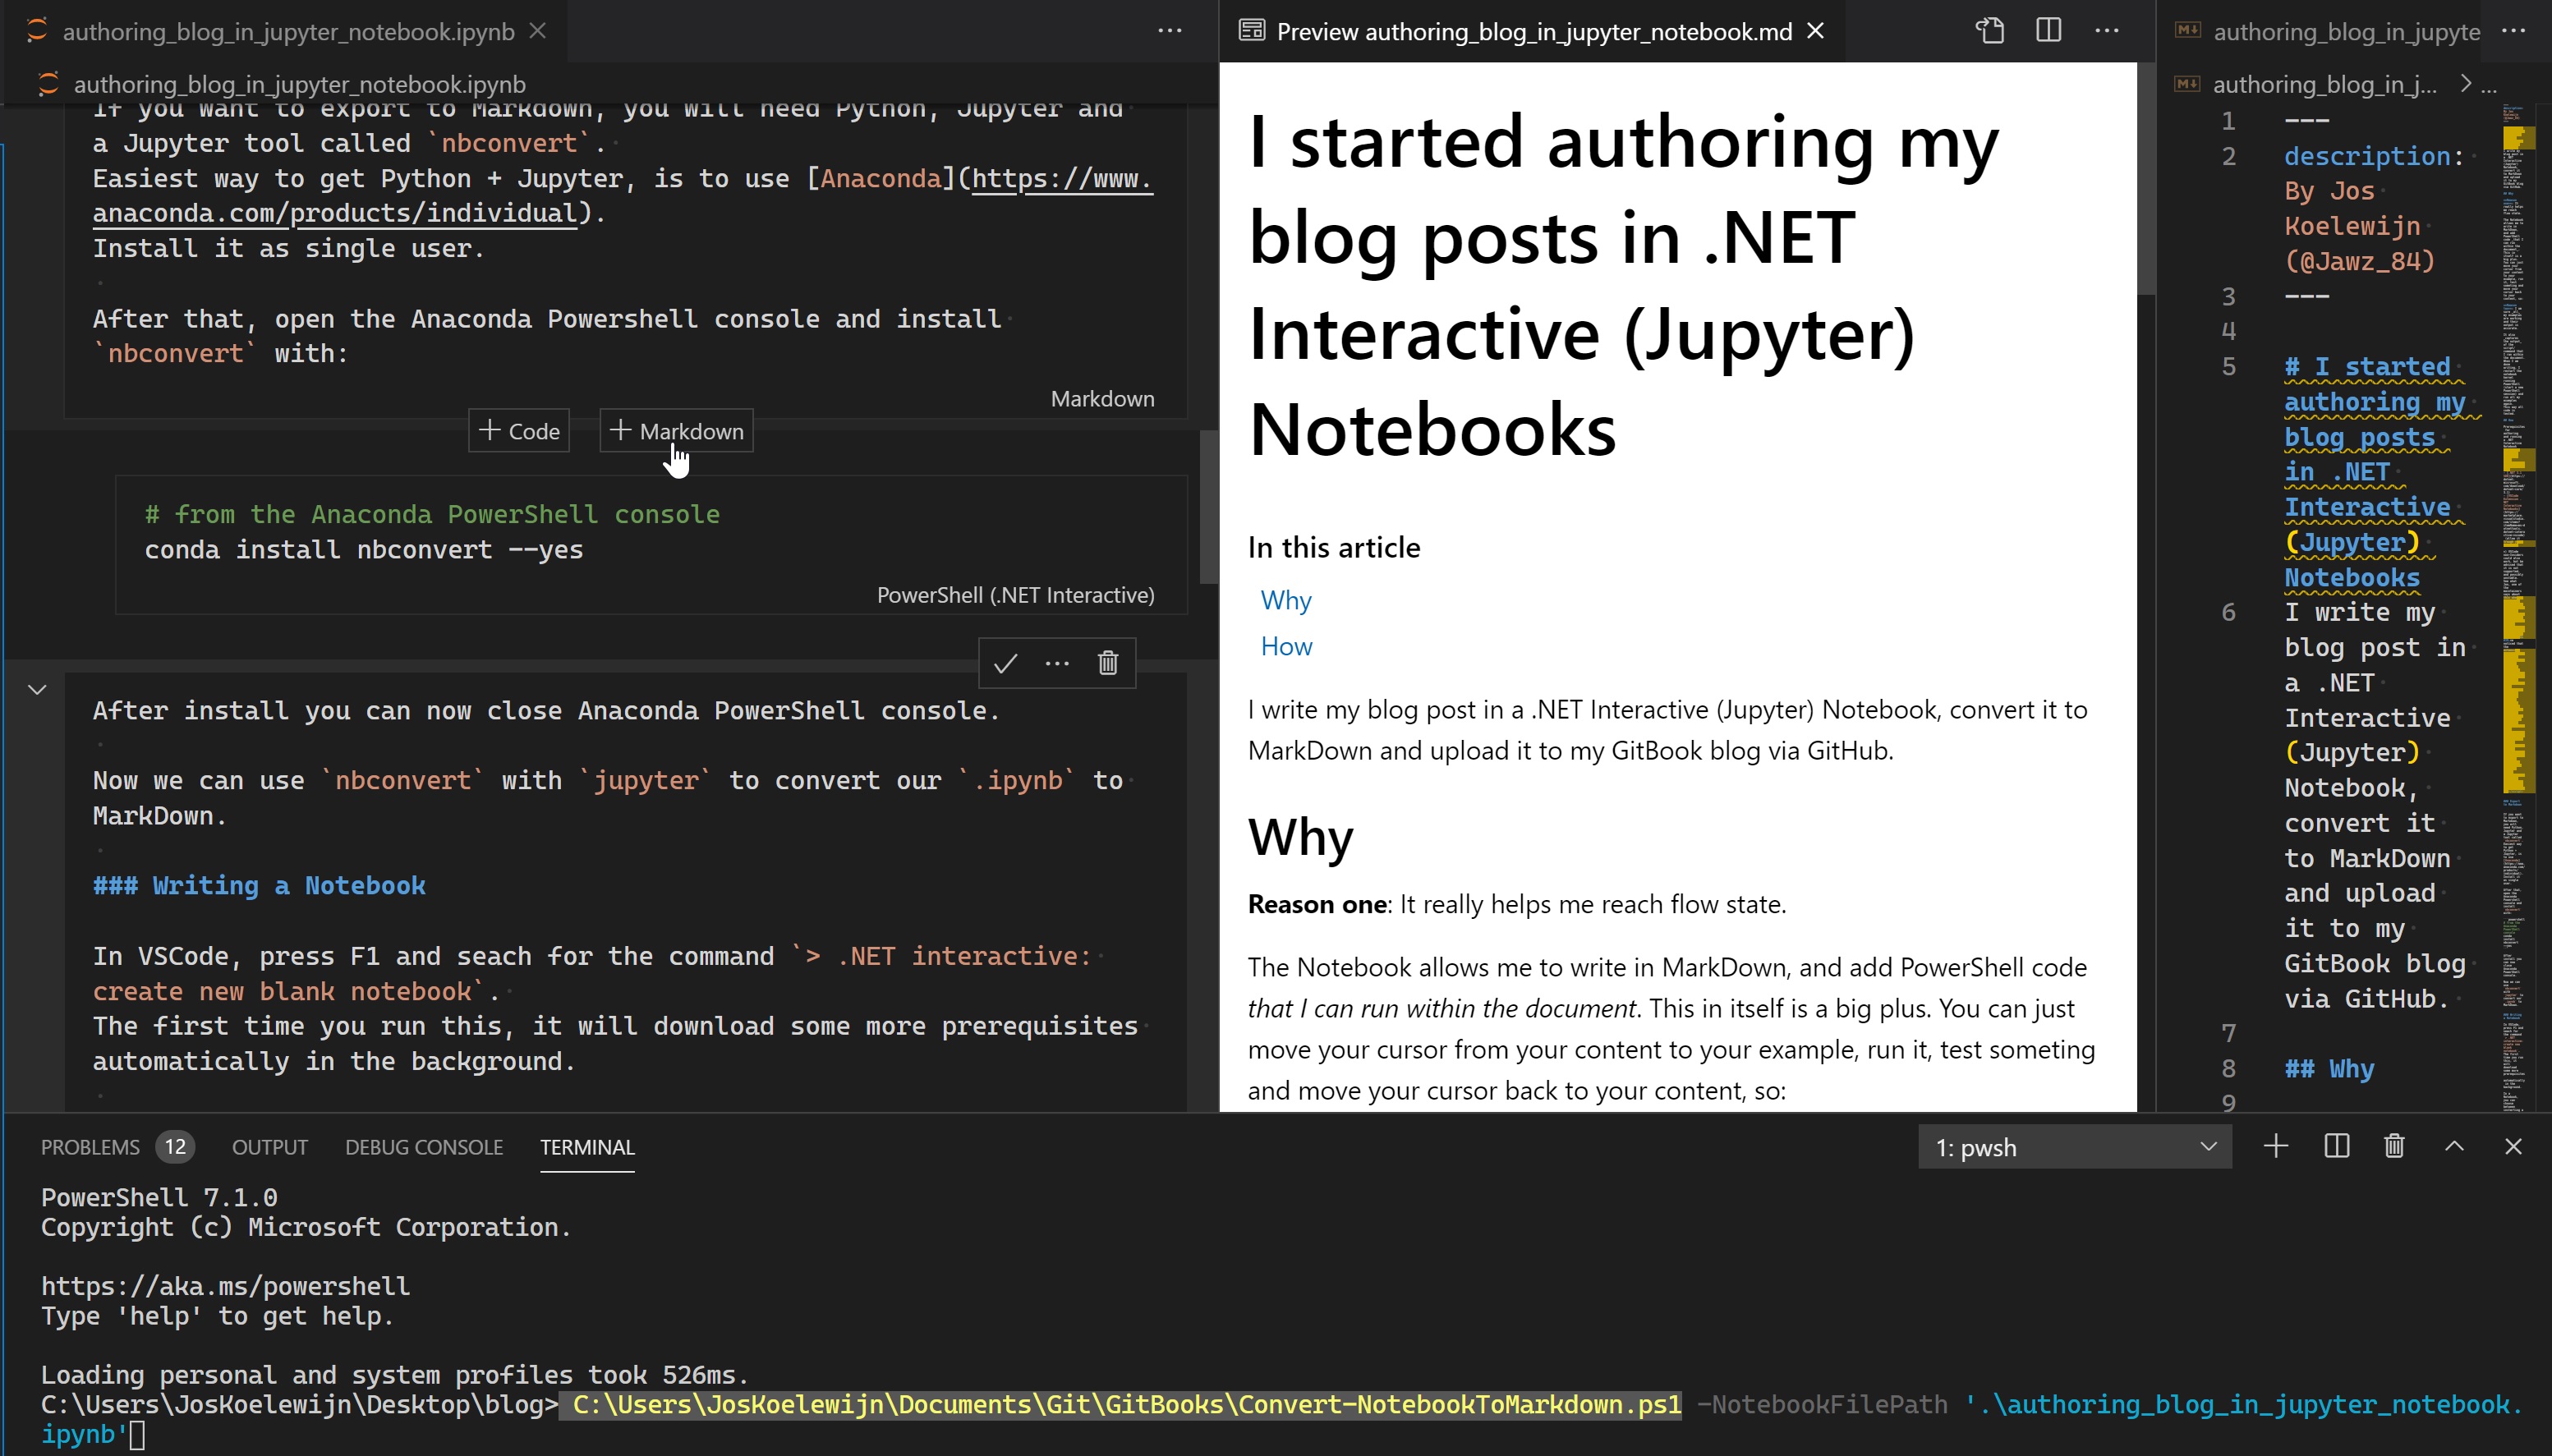 authoring_blog_in_jupyter_notebook.ipynb
authoring_blog_in_jupyter_notebook.ipynb
If you want to export to Markdown, you will need Python, Jupyter and
a Jupyter tool called `nbconvert`.
Easiest way to get Python + Jupyter, is to use [Anaconda](https://www.
anaconda.com/products/individual).
Install it as single user.
After that, open the Anaconda Powershell console and install
`nbconvert` with:
Markdown
+ Code
+ Markdown
# from the Anaconda PowerShell console
conda install nbconvert --yes
PowerShell (.NET Interactive)
After install you can now close Anaconda PowerShell console.
Now we can use `nbconvert` with `jupyter` to convert our `.ipynb` to
MarkDown.
### Writing a Notebook
In VSCode, press F1 and seach for the command `> .NET interactive:
create new blank notebook`.
The first time you run this, it will download some more prerequisites
automatically in the background.
Preview authoring_blog_in_jupyter_notebook.md
I started authoring my
blog posts in .NET
Interactive (Jupyter)
Notebooks
In this article
Why
How
I write my blog post in a .NET Interactive (Jupyter) Notebook, convert it to
MarkDown and upload it to my GitBook blog via GitHub.
Why
Reason one: It really helps me reach flow state.
The Notebook allows me to write in MarkDown, and add PowerShell code
that I can run within the document. This in itself is a big plus. You can just
move your cursor from your content to your example, run it, test someting
and move your cursor back to your content, so:
M↓ authoring_blog_in_jupyte
M↓ authoring_blog_in_j... > ...
1 ---
2 description:
By Jos
Koelewijn
(@Jawz_84)
3 ---
4
5 # I started
authoring my
blog posts
in .NET
Interactive
(Jupyter)
Notebooks
6 I write my
blog post in
a .NET
Interactive
(Jupyter)
Notebook,
convert it
to MarkDown
and upload
it to my
GitBook blog
via GitHub.
7
8 ## Why
9
PROBLEMS 12 OUTPUT DEBUG CONSOLE TERMINAL
1: pwsh
PowerShell 7.1.0
Copyright (c) Microsoft Corporation.
https://aka.ms/powershell
Type 'help' to get help.
Loading personal and system profiles took 526ms.
C:\Users\JosKoelewijn\Desktop\blog> C:\Users\JosKoelewijn\Documents\Git\GitBooks\Convert-NotebookToMarkdown.ps1 -NotebookFilePath '.\authoring_blog_in_jupyter_notebook.
ipynb'